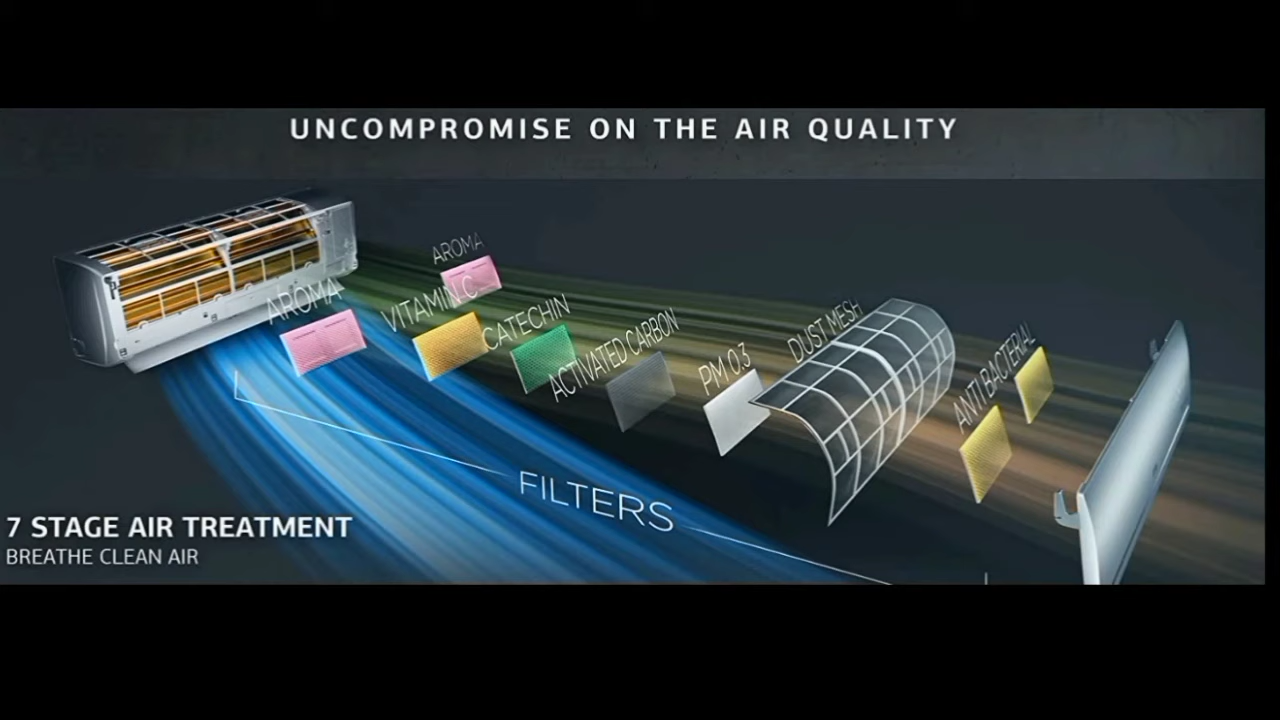 UNCOMPROMISE ON THE AIR QUALITY
AROMA
AROMA
VITAMIN C
CATECHIN
ACTIVATED CARBON
PM 0.3
DUST MESH
ANTI BACTERIAL
FILTERS
7 STAGE AIR TREATMENT
BREATHE CLEAN AIR